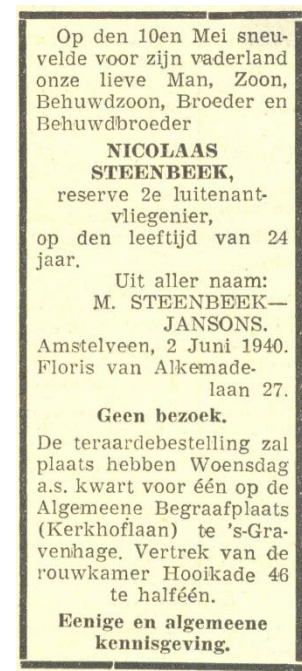 Op den 10en Mei sneu-
velde voor zijn vaderland
onze lieve Man, Zoon,
Behuwdzoon, Broeder en
Behuwdbroeder
NICOLAAS
STEENBEEK,
reserve 2e luitenant-
vliegenier,
op den leeftijd van 24
jaar.
Uit aller naam:
M. STEENBEEK—
JANSONS.
Amstelveen, 2 Juni 1940.
Floris van Alkemade-
laan 27.
Geen bezoek.
De teraardebestelling zal
plaats hebben Woensdag
a.s. kwart voor één op de
Algemeene Begraafplaats
(Kerkhoflaan) te 's-Gra-
venhage. Vertrek van de
rouwkamer Hooikade 46
te halféén.
Eenige en algemeene
kennisgeving.